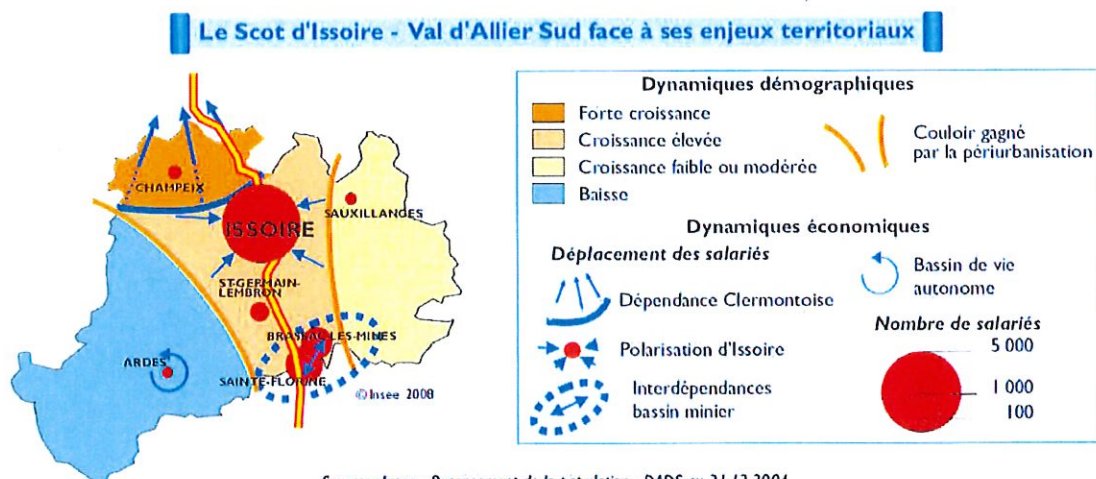 Le Scot d'Issoire - Val d'Allier Sud face à ses enjeux territoriaux
CHAMPEIX
SAUXILLANGES
ISSOIRE
ST-GERMAIN-
LEMBRON
BRASSAC-LES-MINES
ARDES
SAINTE-FLORINE
© Insee 2008
Dynamiques démographiques
Forte croissance
Croissance élevée
Croissance faible ou modérée
Baisse
Couloir gagné
par la périurbanisation
Dynamiques économiques
Déplacement des salariés
Dépendance Clermontoise
Polarisation d'Issoire
Interdépendances
bassin minier
Bassin de vie
autonome
Nombre de salariés
5 000
1 000
100